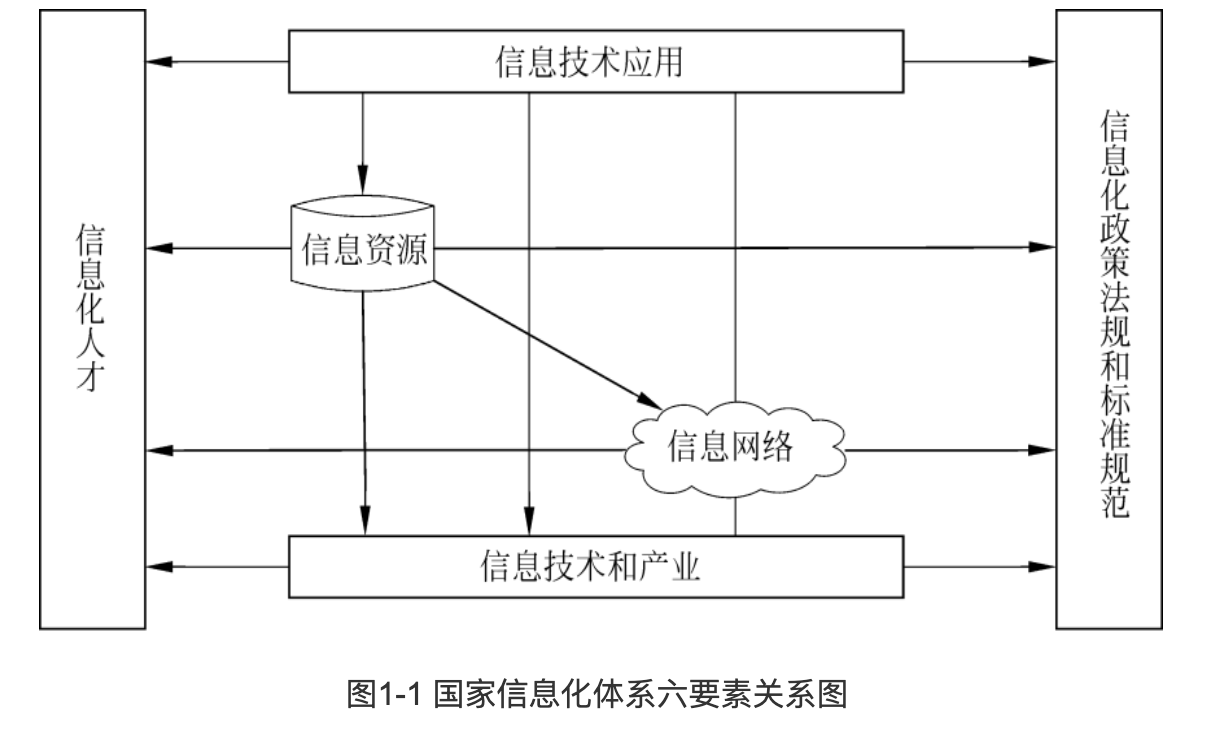 信息技术应用
信息资源
信息化人才
信息化政策法规和标准规范
信息网络
信息技术和产业
图1-1 国家信息化体系六要素关系图